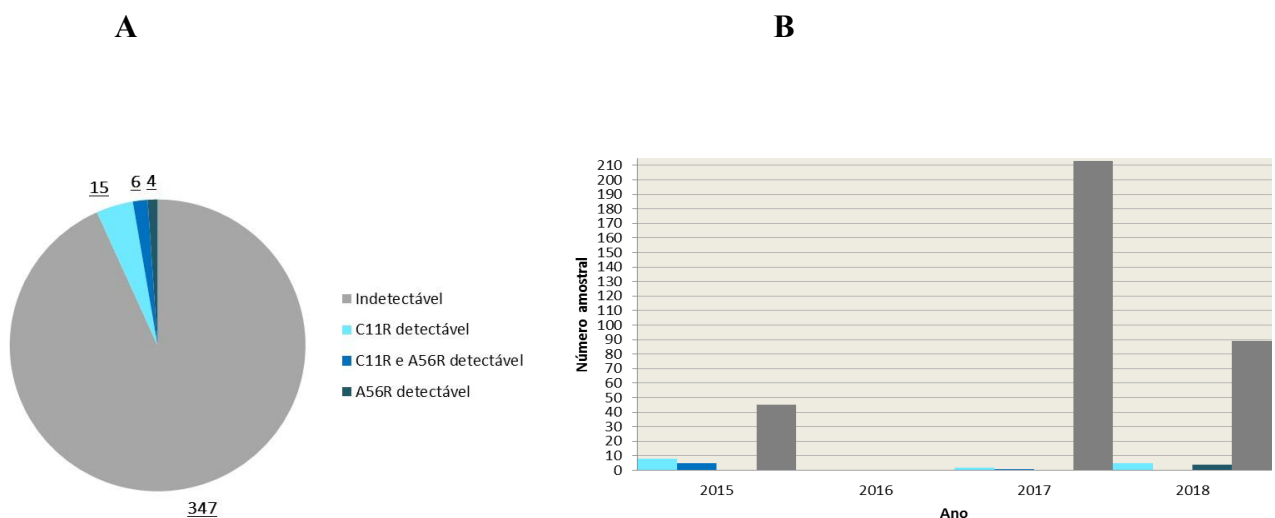 A
B
15
6
4
347
Indetectável
C11R detectável
C11R e A56R detectável
A56R detectável
Número amostral
210
200
190
180
170
160
150
140
130
120
110
100
90
80
70
60
50
40
30
20
10
0
2015 2016 2017 2018
Ano